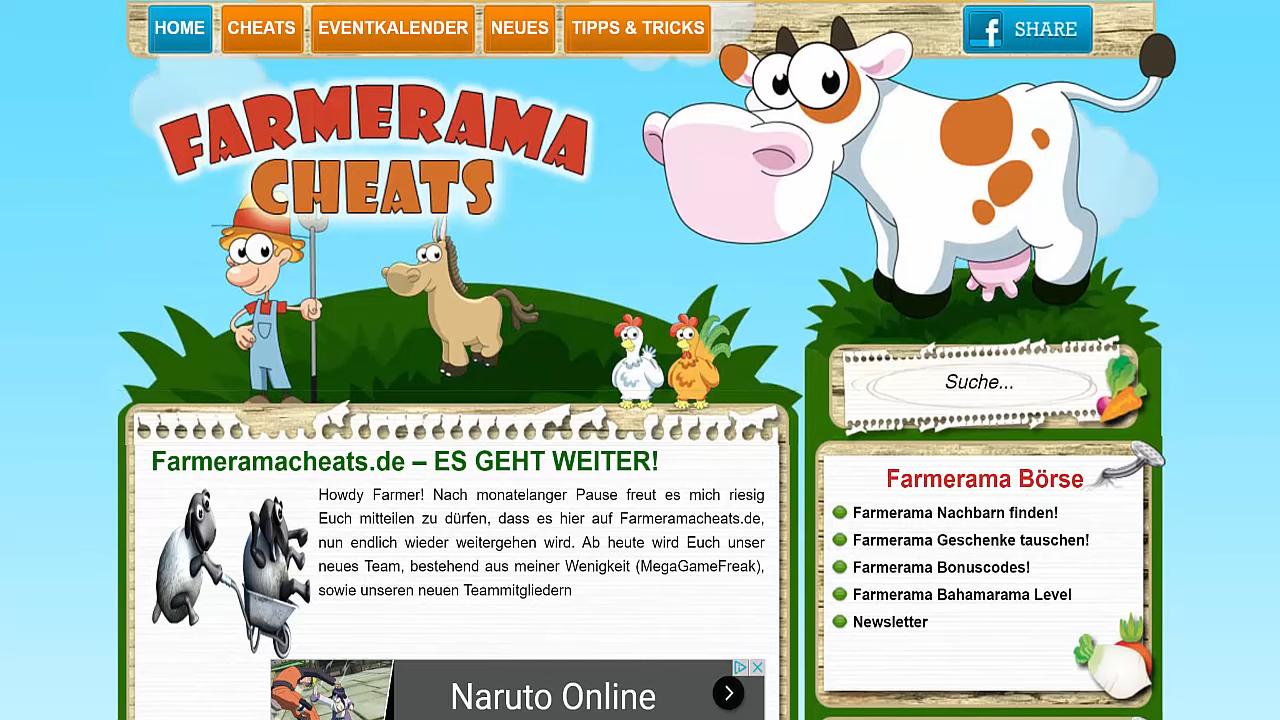 HOME CHEATS EVENTKALENDER NEUES TIPPS & TRICKS
f SHARE
FARMERAMA
CHEATS
Suche...
Farmeramacheats.de – ES GEHT WEITER!
Howdy Farmer! Nach monatelanger Pause freut es mich riesig
Euch mitteilen zu dürfen, dass es hier auf Farmeramacheats.de,
nun endlich wieder weitergehen wird. Ab heute wird Euch unser
neues Team, bestehend aus meiner Wenigkeit (MegaGameFreak),
sowie unseren neuen Teammitgliedern
Naruto Online
Farmerama Börse
Farmerama Nachbarn finden!
Farmerama Geschenke tauschen!
Farmerama Bonuscodes!
Farmerama Bahamarama Level
Newsletter